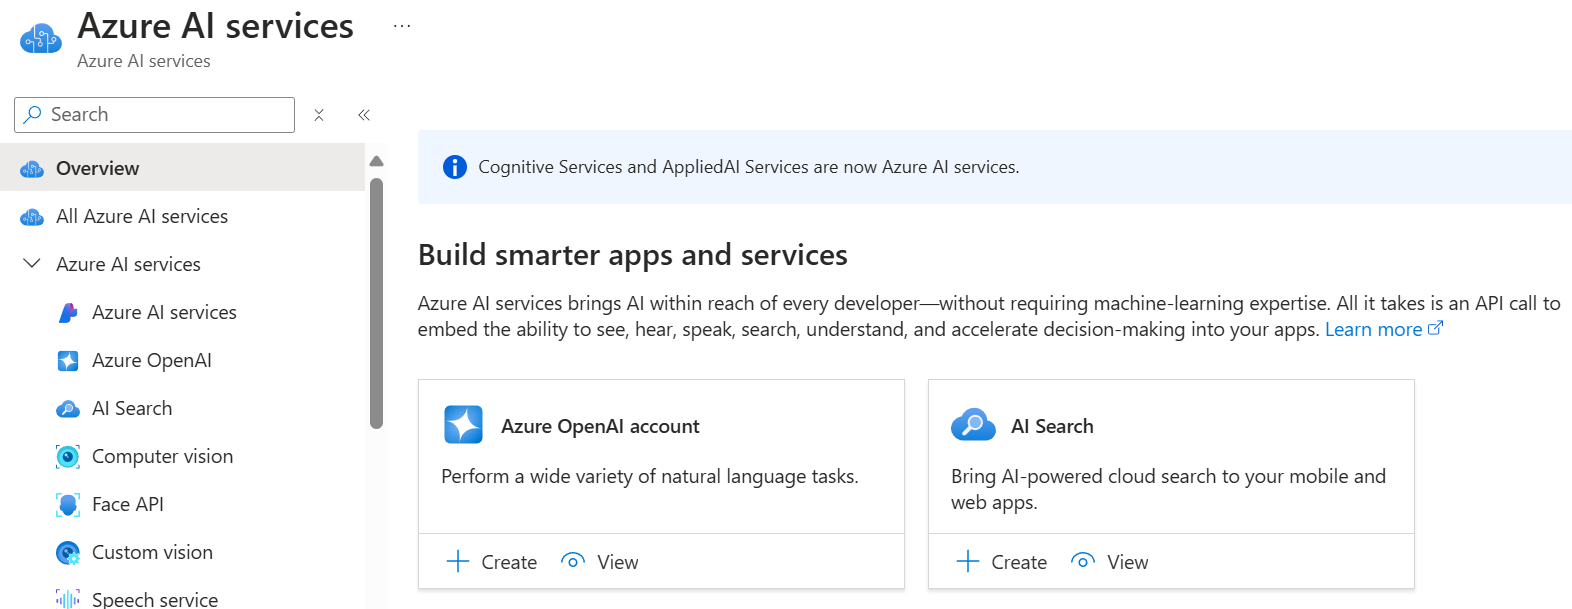 Azure AI services
...
Azure AI services
Search
Overview
All Azure AI services
Azure AI services
Azure AI services
Azure OpenAI
AI Search
Computer vision
Face API
Custom vision
Speech service
Cognitive Services and AppliedAI Services are now Azure AI services.
Build smarter apps and services
Azure AI services brings AI within reach of every developer—without requiring machine-learning expertise. All it takes is an API call to
embed the ability to see, hear, speak, search, understand, and accelerate decision-making into your apps. Learn more
Azure OpenAI account
Perform a wide variety of natural language tasks.
Create View
AI Search
Bring AI-powered cloud search to your mobile and
web apps.
Create View